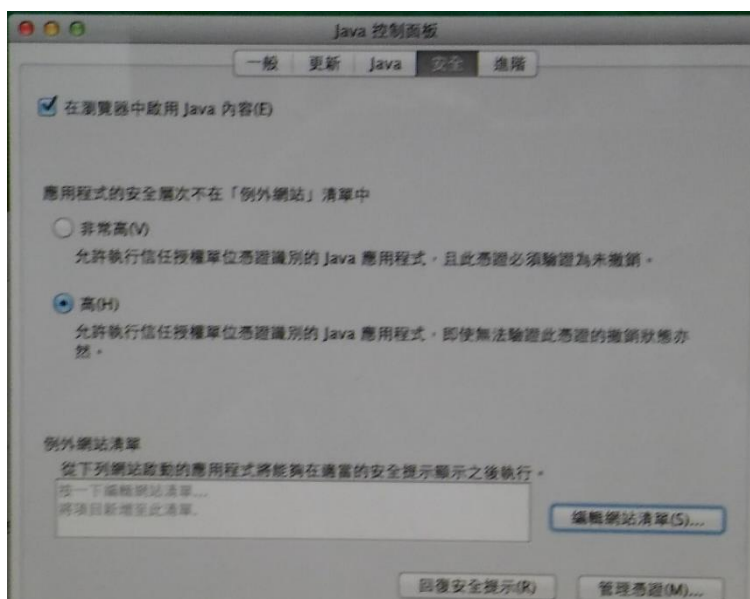 Java 控制面板
一般 更新 Java 安全 進階
在瀏覽器中啟用 Java 內容(E)
應用程式的安全層次不在「例外網站」清單中
非常高(V)
允許執行信任授權單位憑證識別的 Java 應用程式，且此憑證必須驗證為未撤銷。
高(H)
允許執行信任授權單位憑證識別的 Java 應用程式，即使無法驗證此憑證的撤銷狀態亦
然。
例外網站清單
從下列網站啟動的應用程式將能夠在適當的安全提示顯示之後執行。
按一下編輯網站清單...
將項目新增至此清單。
編輯網站清單(S)...
回復安全提示(R) 管理憑證(M)...